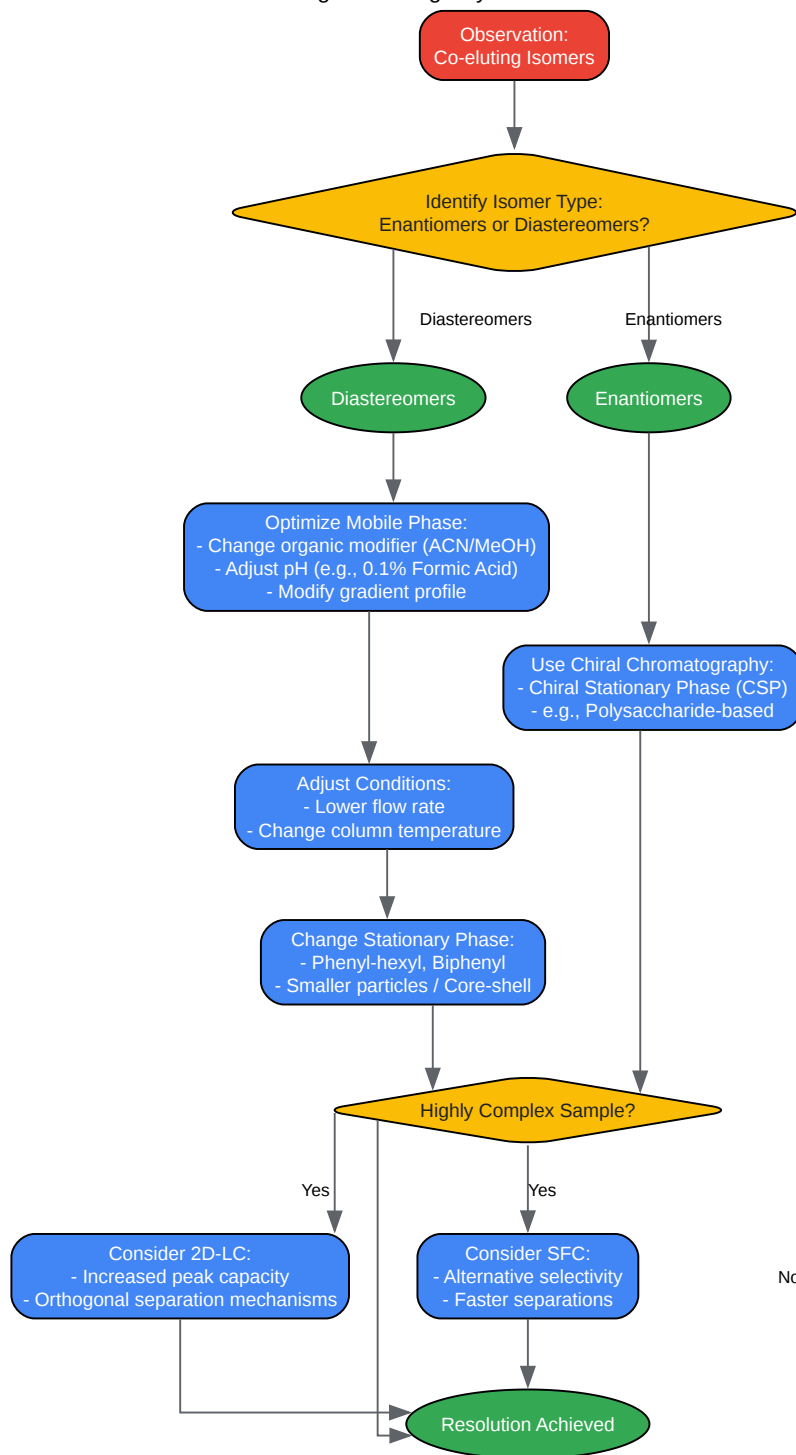 Observation:
Co-eluting Isomers
Identify Isomer Type:
Enantiomers or Diastereomers?
Diastereomers
Enantiomers
Diastereomers
Enantiomers
Optimize Mobile Phase:
- Change organic modifier (ACN/MeOH)
- Adjust pH (e.g., 0.1% Formic Acid)
- Modify gradient profile
Use Chiral Chromatography:
- Chiral Stationary Phase (CSP)
- e.g., Polysaccharide-based
Adjust Conditions:
- Lower flow rate
- Change column temperature
Change Stationary Phase:
- Phenyl-hexyl, Biphenyl
- Smaller particles / Core-shell
Highly Complex Sample?
Yes
Yes
Consider 2D-LC:
- Increased peak capacity
- Orthogonal separation mechanisms
Consider SFC:
- Alternative selectivity
- Faster separations
No
Resolution Achieved